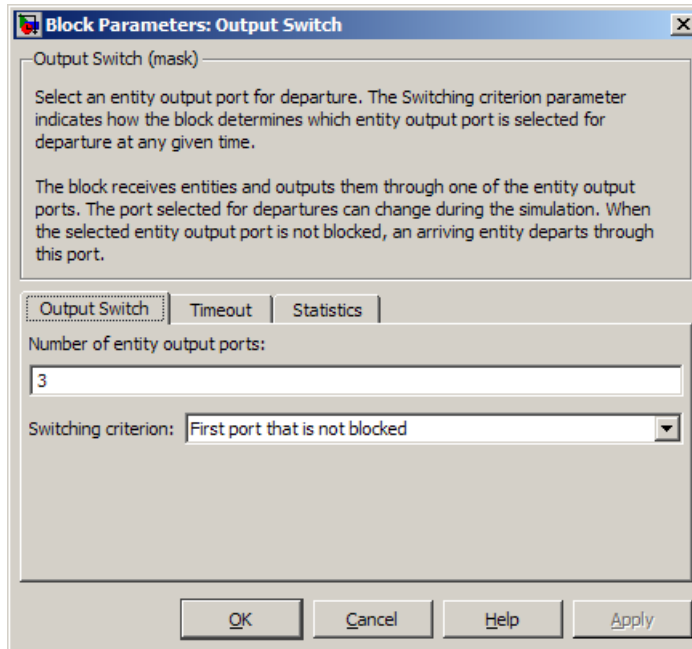 Block Parameters: Output Switch
Output Switch (mask)
Select an entity output port for departure. The Switching criterion parameter
indicates how the block determines which entity output port is selected for
departure at any given time.
The block receives entities and outputs them through one of the entity output
ports. The port selected for departures can change during the simulation. When
the selected entity output port is not blocked, an arriving entity departs through
this port.
Output Switch Timeout Statistics
Number of entity output ports:
3
Switching criterion: First port that is not blocked
OK Cancel Help Apply